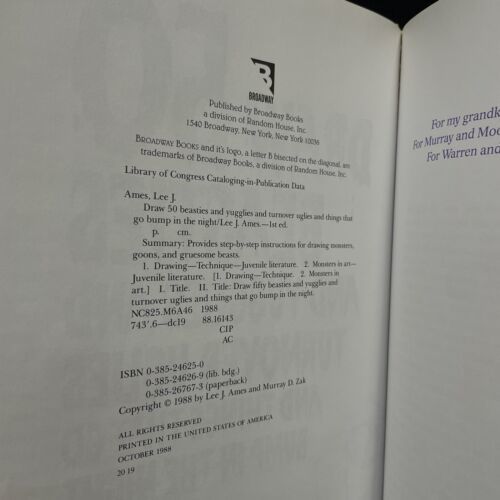 B
BROADWAY
Published by Broadway Books
a division of Random House, Inc.
1540 Broadway, New York, New York 10036
BROADWAY BOOKS and it's logo, a letter B bisected on the diagonal, are
trademarks of Broadway Books, a division of Random House, Inc.
Library of Congress Cataloging-in-Publication Data
Ames, Lee J.
Draw 50 beasties and yugglies and turnover uglies and things that
go bump in the night/Lee J. Ames.—1st ed.
p. cm.
Summary: Provides step-by-step instructions for drawing monsters,
goons, and gruesome beasts.
1. Drawing—Technique—Juvenile literature. 2. Monsters in art—
Juvenile literature. [1. Drawing—Technique. 2. Monsters in
art.] I. Title. II. Title: Draw fifty beasties and yugglies and
turnover uglies and things that go bump in the night.
NC825.M6A46 1988
743'.6—dc19 88.16143
CIP
AC
ISBN 0-385-24625-0
0-385-24626-9 (lib. bdg.)
0-385-26767-3 (paperback)
Copyright © 1988 by Lee J. Ames and Murray D. Zak
ALL RIGHTS RESERVED
PRINTED IN THE UNITED STATES OF AMERICA
OCTOBER 1988
20 19
For my grandk
For Murray and Moc
For Warren and